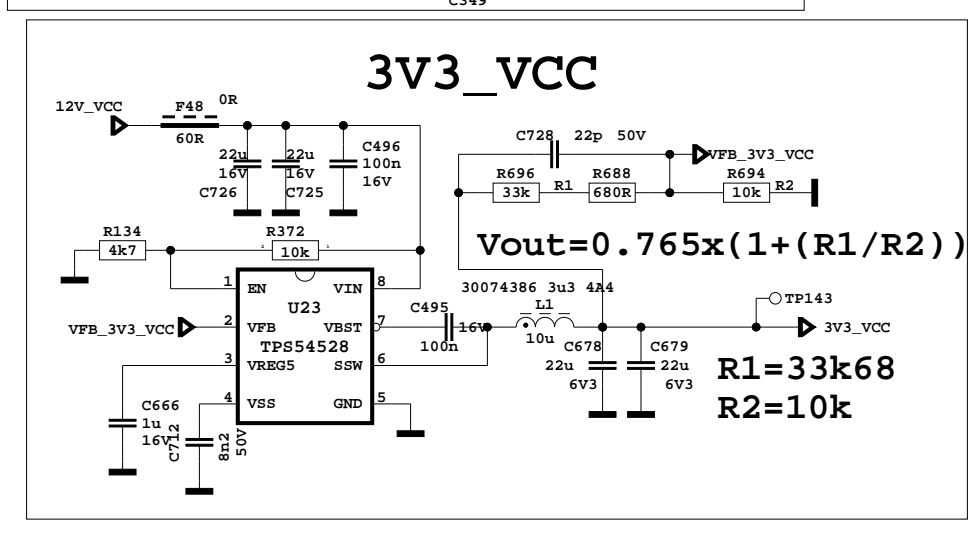 C349
3V3_VCC
12V_VCC
F48
0R
60R
22u
16V
C726
22u
16V
C725
C496
100n
16V
C728 22p 50V
VFB_3V3_VCC
R696
33k
R1
R688
680R
R694
10k
R2
R134
4k7
R372
2
10k
1
Vout=0.765x(1+(R1/R2))
1 EN
VIN 8
U23
VFB_3V3_VCC
2 VFB
VBST 7
TPS54528
3 VREG5
SSW 6
4 VSS
GND 5
C495
16V
100n
30074386 3u3 4A4
L1
10u
TP143
3V3_VCC
C678
22u
6V3
C679
22u
6V3
R1=33k68
R2=10k
C666
1u
16V
C712
8n2
50V